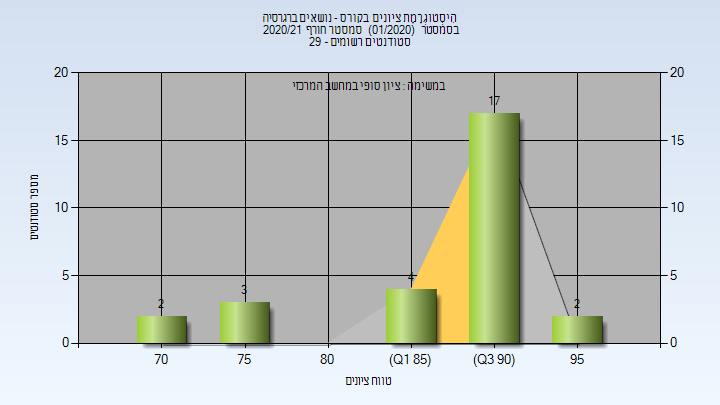 היסטוגרמת ציונים בקורס - נושאים ברגרסיה
בסמסטר (01/2020) סמסטר חורף 2020/21
סטודנטים רשומים - 29
במשימה : ציון סופי במחשב המרכזי
מספר סטודנטים
20 20
15 15
10 10
5 5
0 0
2 3 4 17 2
70 75 80 (Q1 85) (Q3 90) 95
טווח ציונים